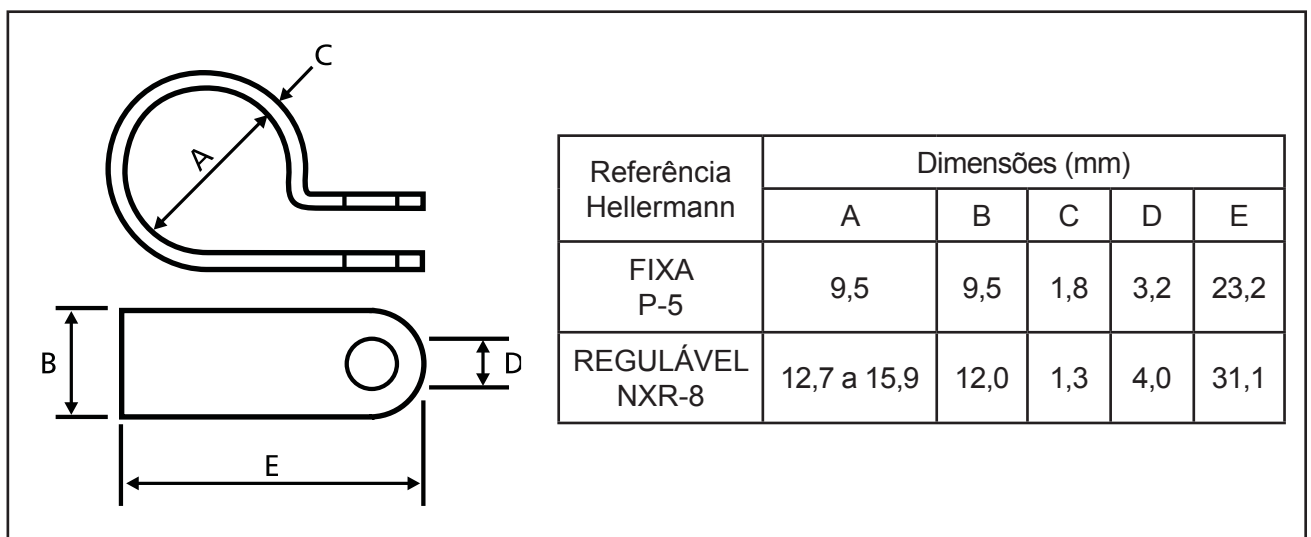 C
A
B
D
E
Referência
Hellermann
Dimensões (mm)
A B C D E
FIXA
P-5
9,5 9,5 1,8 3,2 23,2
REGULÁVEL
NXR-8
12,7 a 15,9 12,0 1,3 4,0 31,1